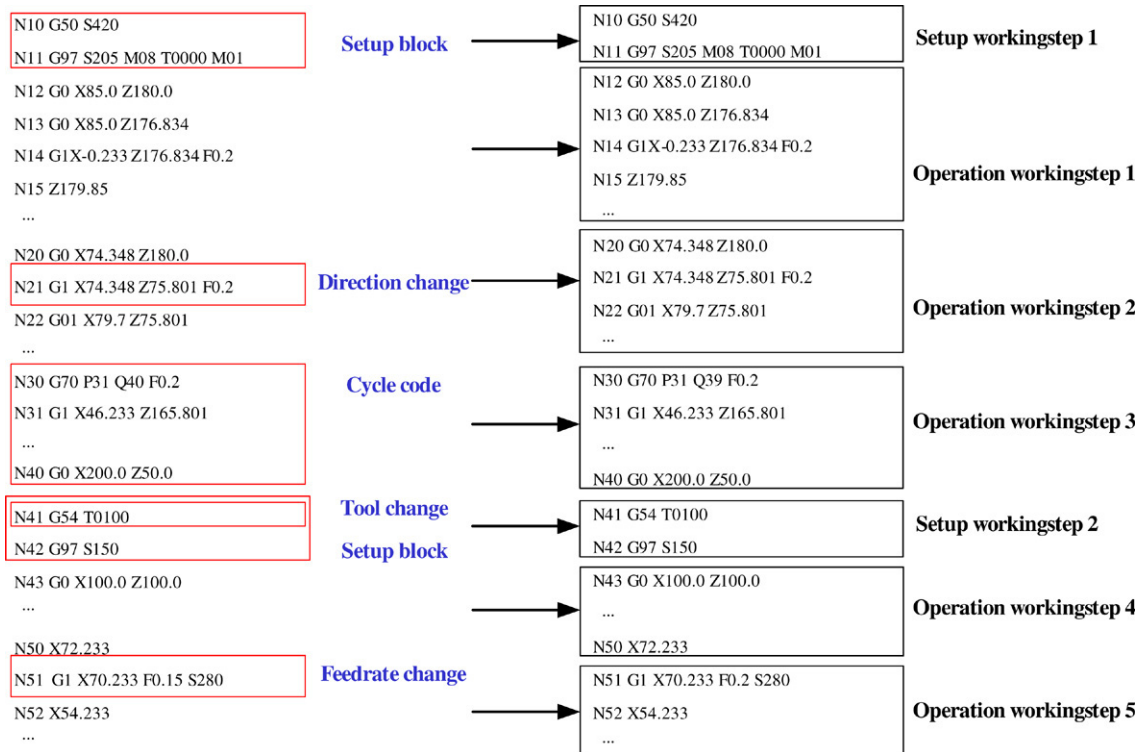 N10 G50 S420
N11 G97 S205 M08 T0000 M01
N12 G0 X85.0 Z180.0
N13 G0 X85.0 Z176.834
N14 G1X-0.233 Z176.834 F0.2
N15 Z179.85
...
N20 G0 X74.348 Z180.0
N21 G1 X74.348 Z75.801 F0.2
N22 G01 X79.7 Z75.801
...
N30 G70 P31 Q40 F0.2
N31 G1 X46.233 Z165.801
...
N40 G0 X200.0 Z50.0
N41 G54 T0100
N42 G97 S150
N43 G0 X100.0 Z100.0
...
N50 X72.233
N51 G1 X70.233 F0.15 S280
N52 X54.233
...
Setup block
Direction change
Cycle code
Tool change
Setup block
Feedrate change
N10 G50 S420
N11 G97 S205 M08 T0000 M01
N12 G0 X85.0 Z180.0
N13 G0 X85.0 Z176.834
N14 G1X-0.233 Z176.834 F0.2
N15 Z179.85
...
N20 G0 X74.348 Z180.0
N21 G1 X74.348 Z75.801 F0.2
N22 G01 X79.7 Z75.801
...
N30 G70 P31 Q39 F0.2
N31 G1 X46.233 Z165.801
...
N40 G0 X200.0 Z50.0
N41 G54 T0100
N42 G97 S150
N43 G0 X100.0 Z100.0
...
N50 X72.233
N51 G1 X70.233 F0.2 S280
N52 X54.233
...
Setup workingstep 1
Operation workingstep 1
Operation workingstep 2
Operation workingstep 3
Setup workingstep 2
Operation workingstep 4
Operation workingstep 5